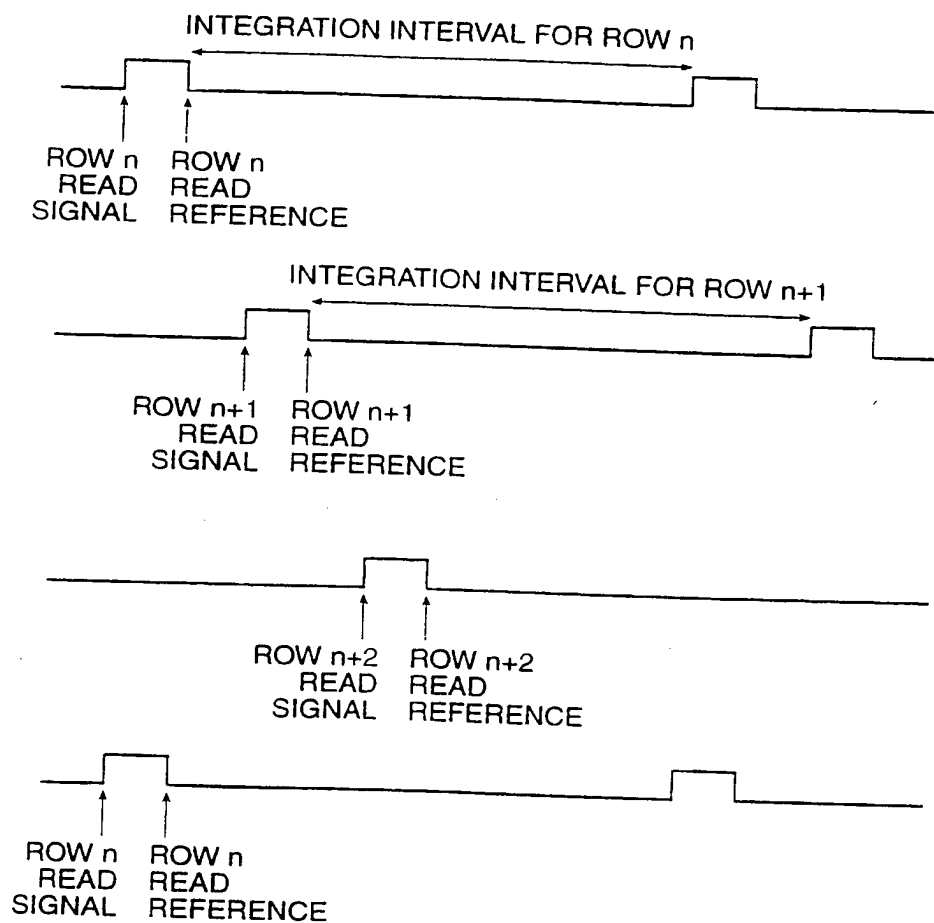 INTEGRATION INTERVAL FOR ROW n
ROW n ROW n
READ READ
SIGNAL REFERENCE
INTEGRATION INTERVAL FOR ROW n+1
ROW n+1 ROW n+1
READ READ
SIGNAL REFERENCE
ROW n+2 ROW n+2
READ READ
SIGNAL REFERENCE
ROW n ROW n
READ READ
SIGNAL REFERENCE